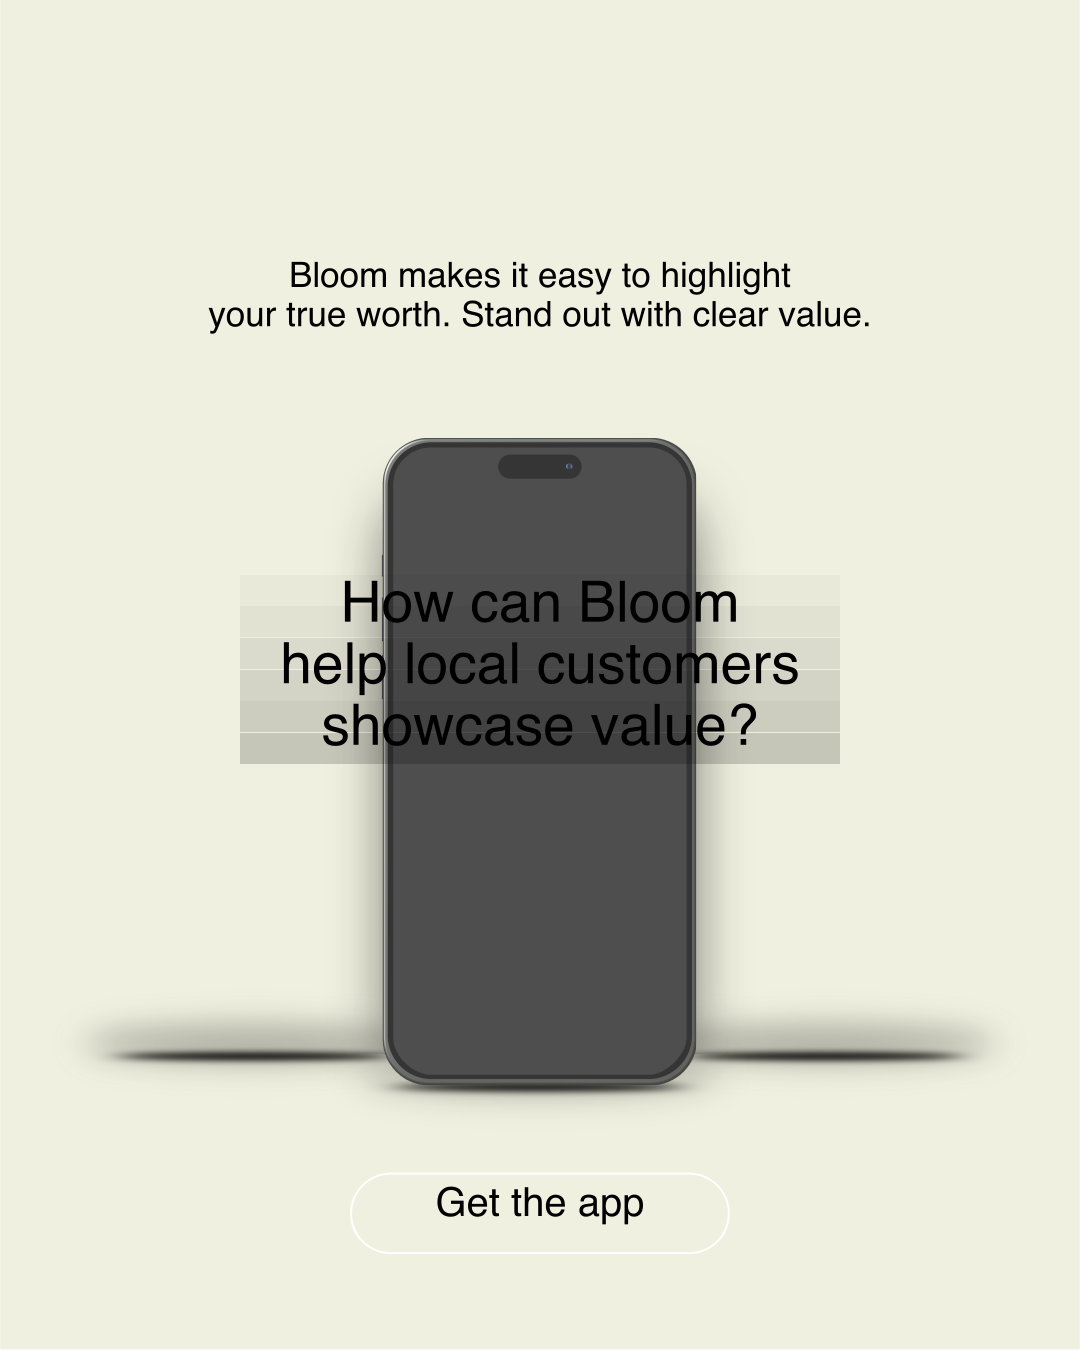 Bloom makes it easy to highlight
your true worth. Stand out with clear value.
How can Bloom
help local customers
showcase value?
Get the app